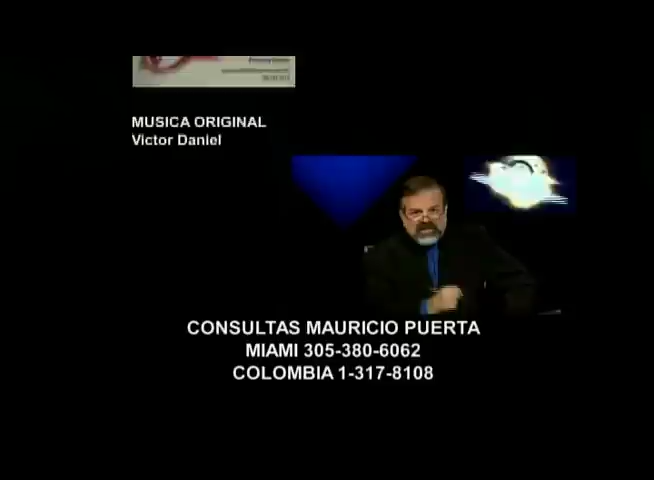 MUSICA ORIGINAL
Victor Daniel
CONSULTAS MAURICIO PUERTA
MIAMI 305-380-6062
COLOMBIA 1-317-8108